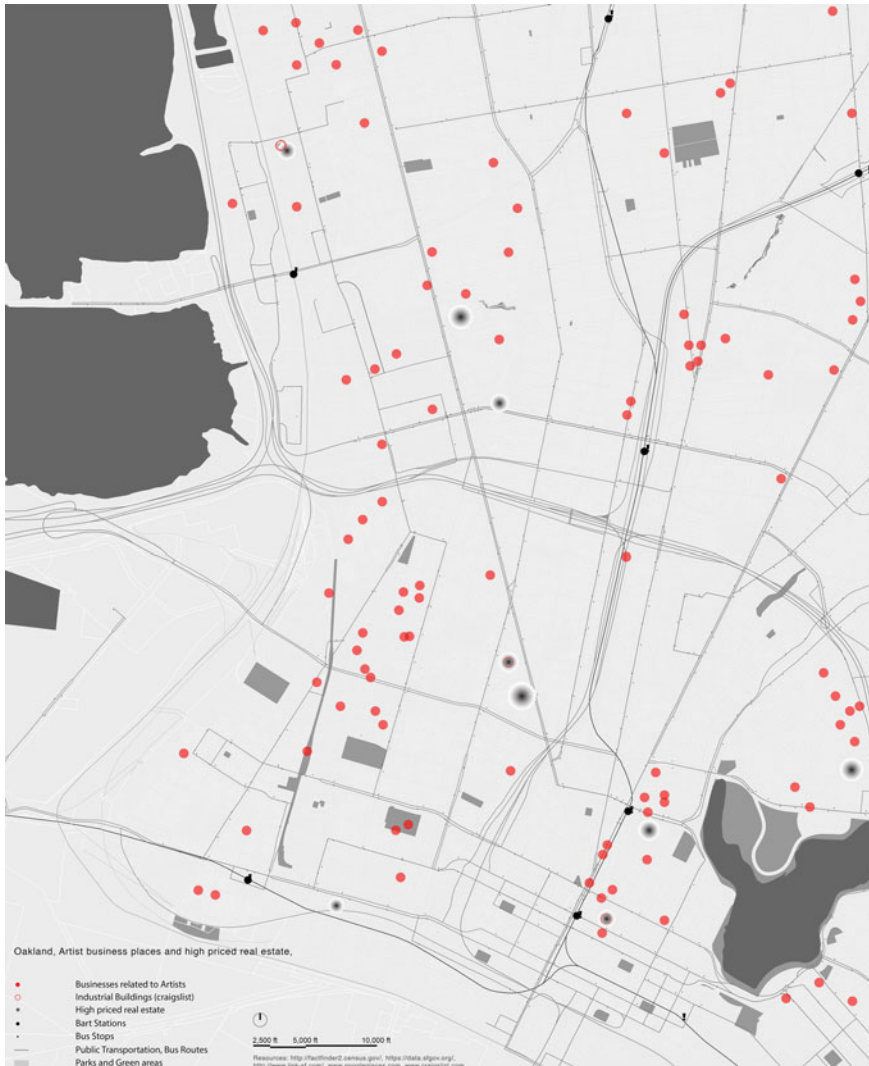 Oakland, Artist business places and high priced real estate,
Businesses related to Artists
Industrial Buildings (craigslist)
High priced real estate
Bart Stations
Bus Stops
Public Transportation, Bus Routes
Parks and Green areas
2,500 ft 5,000 ft 10,000 ft
Resources: http://factfinder2.census.gov/, https://data.sfgov.org/,